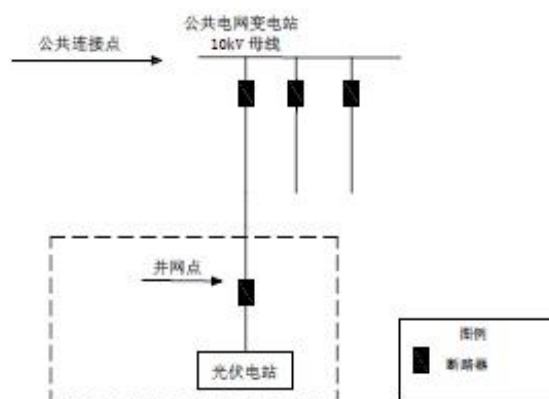 公共电网变电站
公共连接点
10kV 母线
并网点
光伏电站
图例
断路器